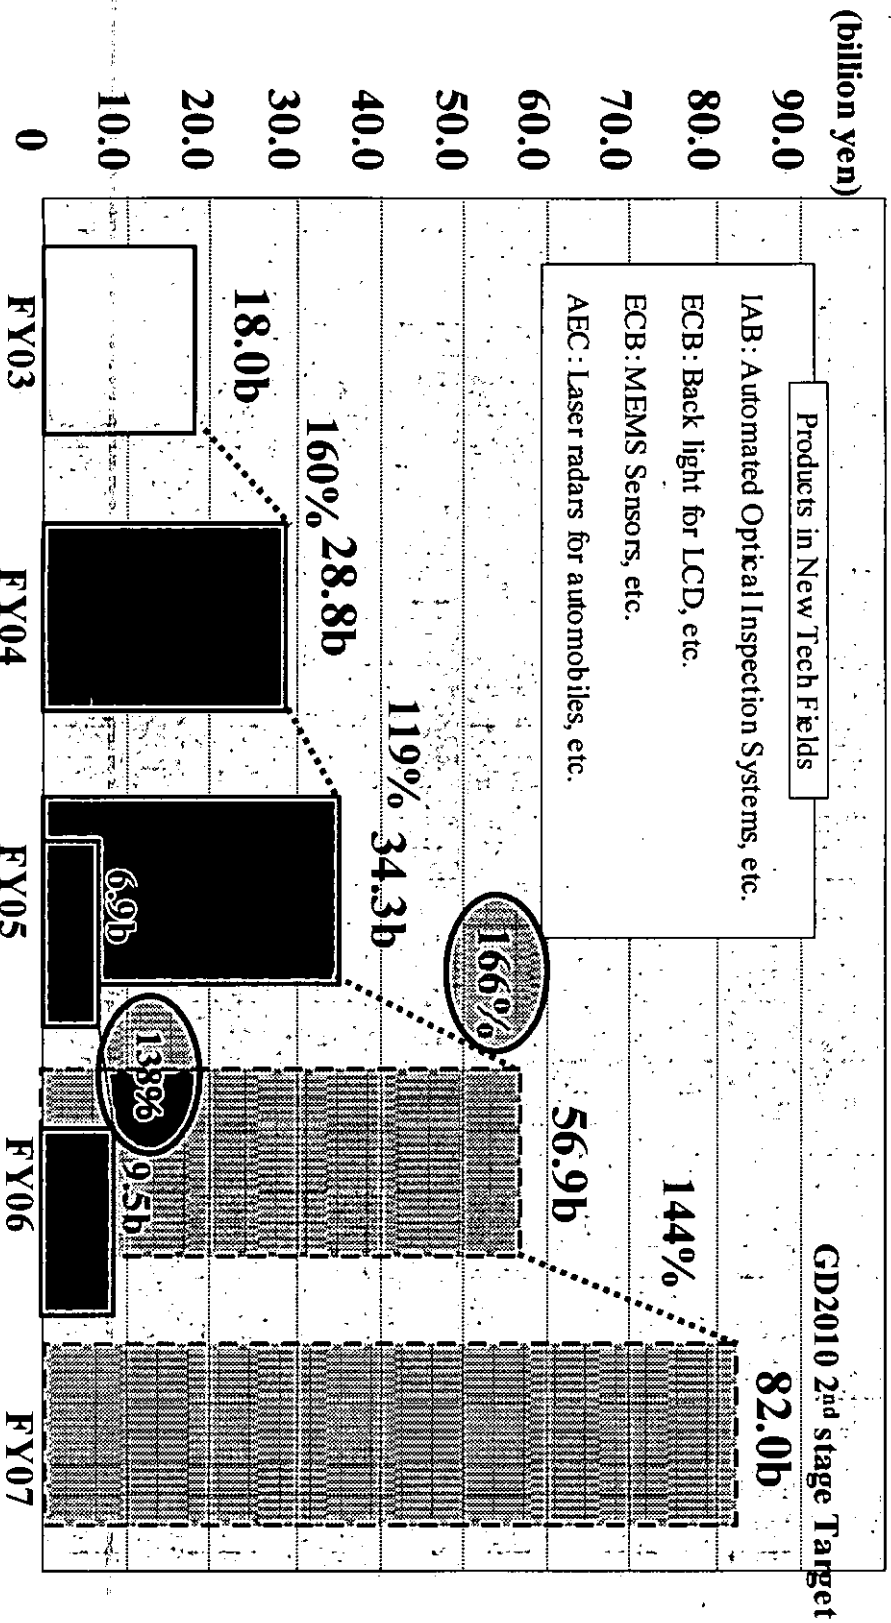 (billion yen)
GD2010 2nd stage Target
90.0
80.0
70.0
60.0
50.0
40.0
30.0
20.0
10.0
0
Products in New Tech Fields
IAB: Automated Optical Inspection Systems, etc.
ECB: Back light for LCD, etc.
ECB: MEMS Sensors, etc.
AEC: Laser radars for automobiles, etc.
18.0b
160%
28.8b
119%
34.3b
6.9b
166%
138%
9.5b
56.9b
144%
82.0b
FY03
FY04
FY05
FY06
FY07